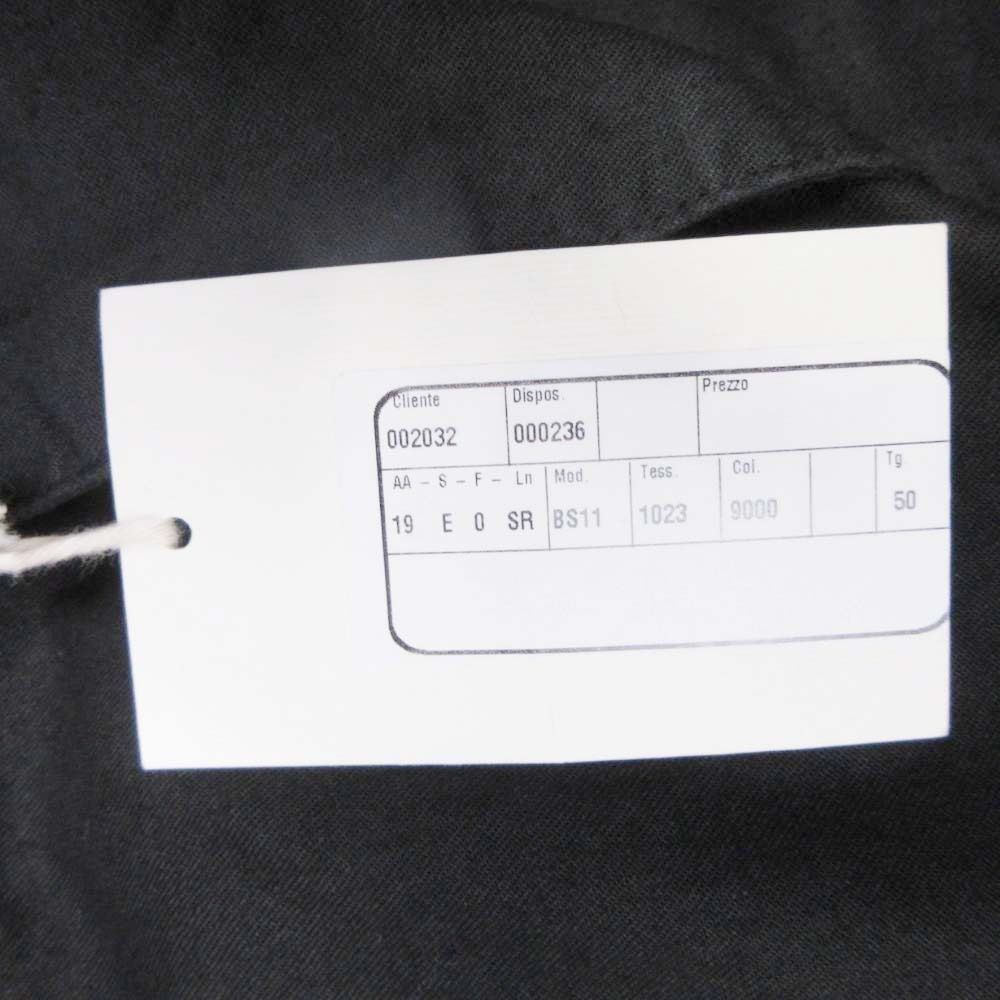 Cliente Dispos. Prezzo
002032 000236
AA - S - F - Ln Mod. Tess. Col. Tg
19 E 0 SR BS11 1023 9000 50